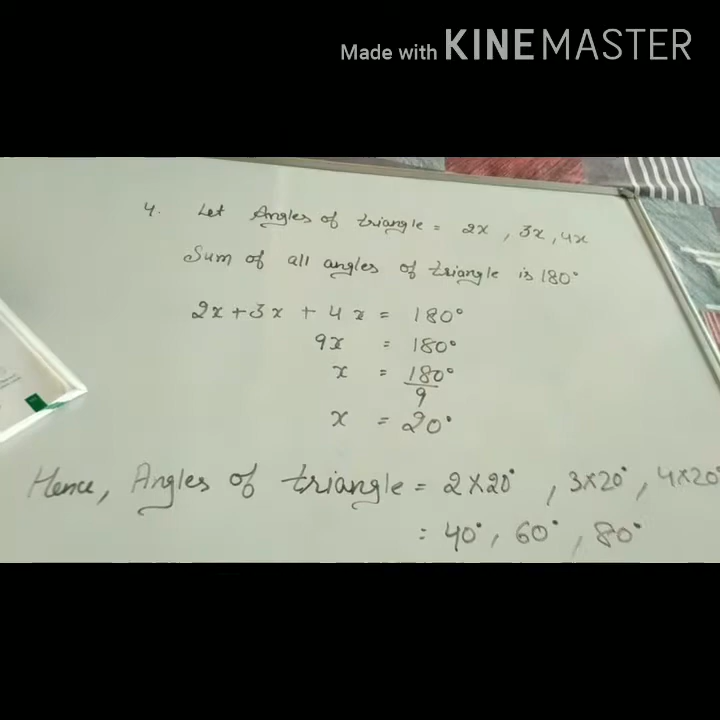 Made with KINEMASTER
4. Let Angles of triangle = 2x , 3x , 4x
Sum of all angles of triangle is 180°
2x + 3x + 4x = 180°
9x = 180°
x = 180°/9
x = 20°
Hence, Angles of triangle = 2×20° , 3×20° , 4×20°
= 40° , 60° , 80°